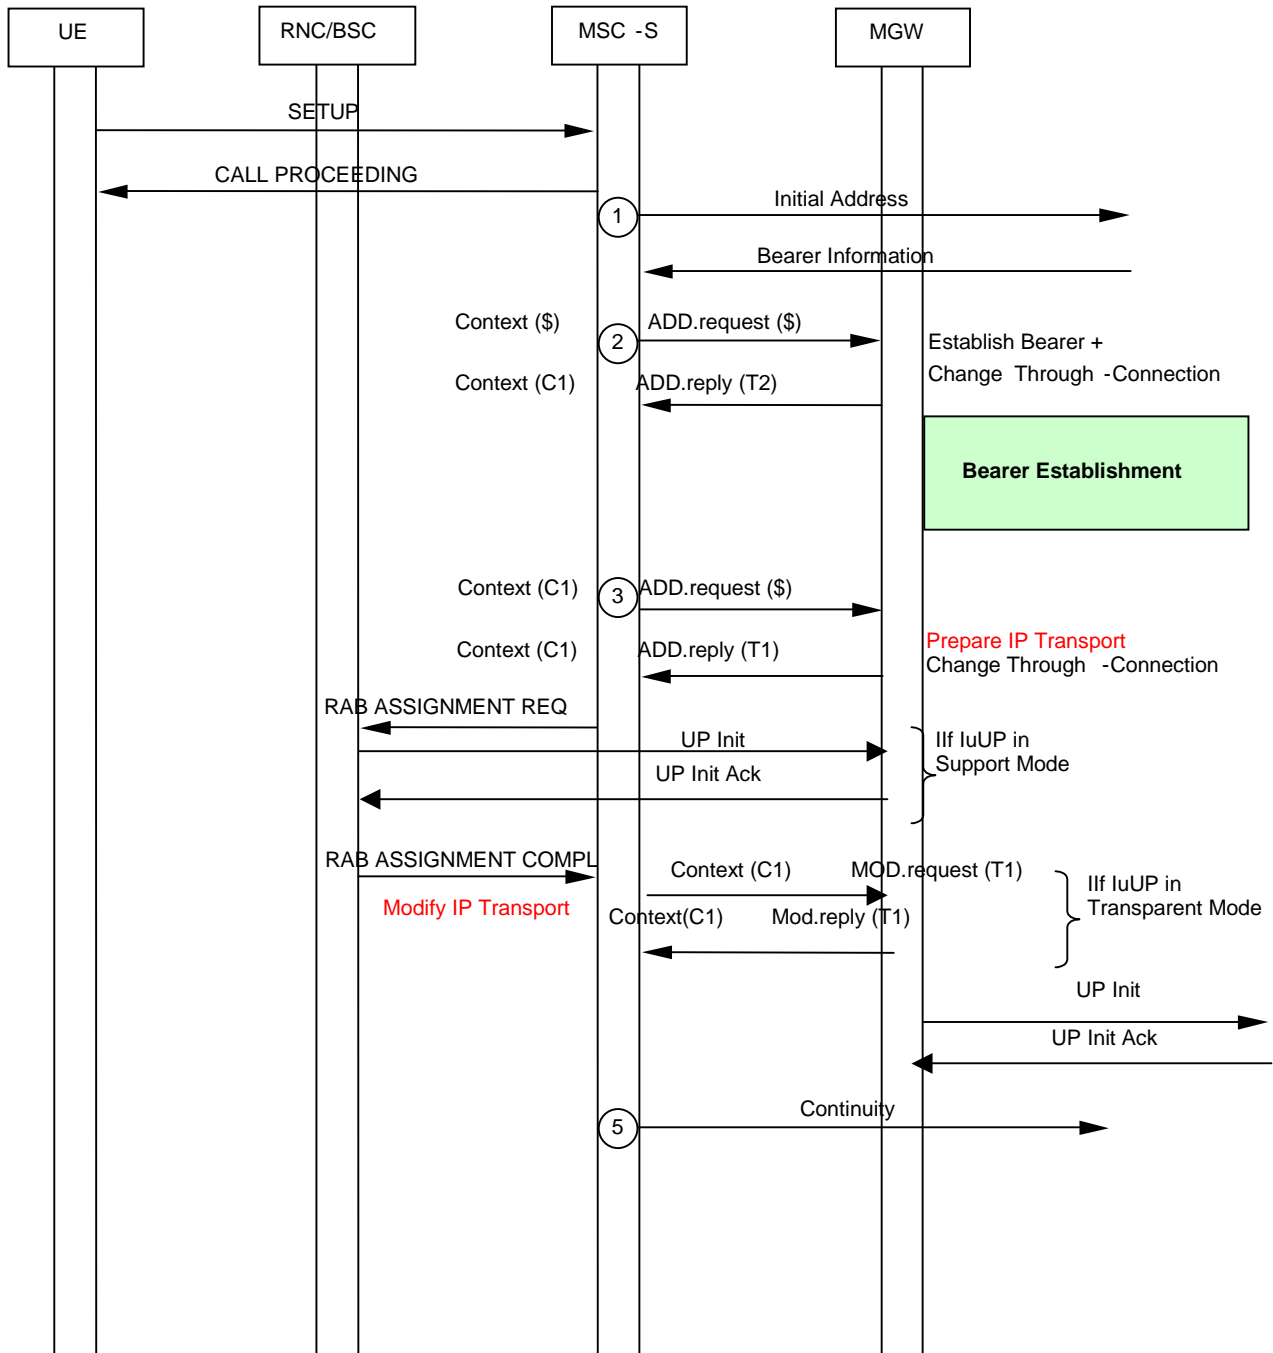 UE
RNC/BSC
MSC -S
MGW
SETUP
CALL PROCEEDING
Initial Address
1
Bearer Information
Context ($)
ADD.request ($)
2
Establish Bearer +
Change Through -Connection
Context (C1)
ADD.reply (T2)
Bearer Establishment
Context (C1)
3
ADD.request ($)
Context (C1)
ADD.reply (T1)
Prepare IP Transport
Change Through -Connection
RAB ASSIGNMENT REQ
UP Init
IIf IuUP in
Support Mode
UP Init Ack
RAB ASSIGNMENT COMPL
Context (C1)
MOD.request (T1)
IIf IuUP in
Transparent Mode
Modify IP Transport
Context(C1)
Mod.reply (T1)
UP Init
UP Init Ack
Continuity
5